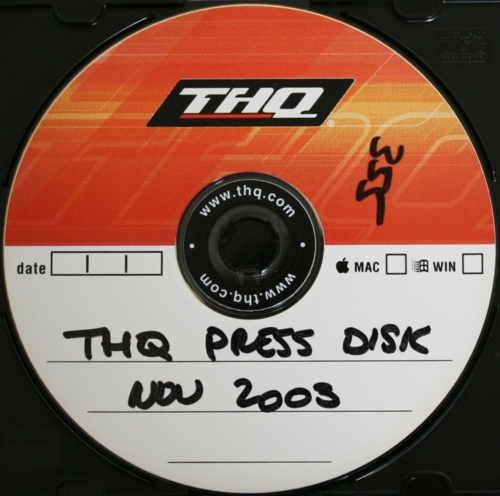 THQ
www.thq.com
www.thq.com
date
MAC
WIN
THQ PRESS DISK
NOV 2003